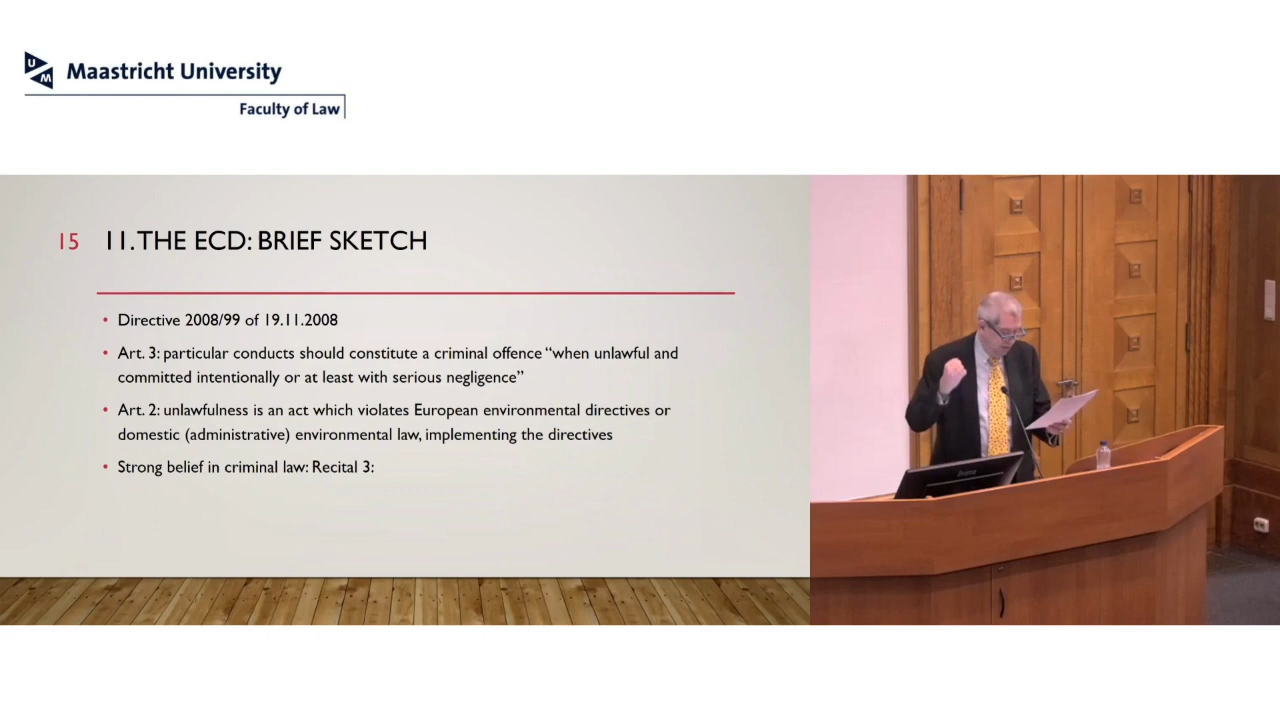 Maastricht University
Faculty of Law
15 11. THE ECD: BRIEF SKETCH
• Directive 2008/99 of 19.11.2008
• Art. 3: particular conducts should constitute a criminal offence “when unlawful and
committed intentionally or at least with serious negligence”
• Art. 2: unlawfulness is an act which violates European environmental directives or
domestic (administrative) environmental law, implementing the directives
• Strong belief in criminal law: Recital 3: